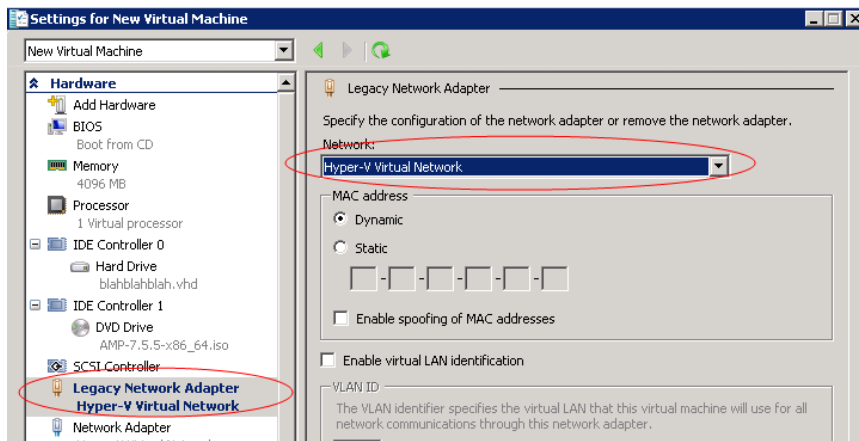 Settings for New Virtual Machine
New Virtual Machine
Hardware
Add Hardware
BIOS
Boot from CD
Memory
4096 MB
Processor
1 Virtual processor
IDE Controller 0
Hard Drive
blahblahblah.vhd
IDE Controller 1
DVD Drive
AMP-7.5.5-x86_64.iso
SCSI Controller
Legacy Network Adapter
Hyper-V Virtual Network
Network Adapter
Legacy Network Adapter
Specify the configuration of the network adapter or remove the network adapter.
Network:
Hyper-V Virtual Network
MAC address
Dynamic
Static
- - - - -
Enable spoofing of MAC addresses
Enable virtual LAN identification
VLAN ID
The VLAN identifier specifies the virtual LAN that this virtual machine will use for all
network communications through this network adapter.